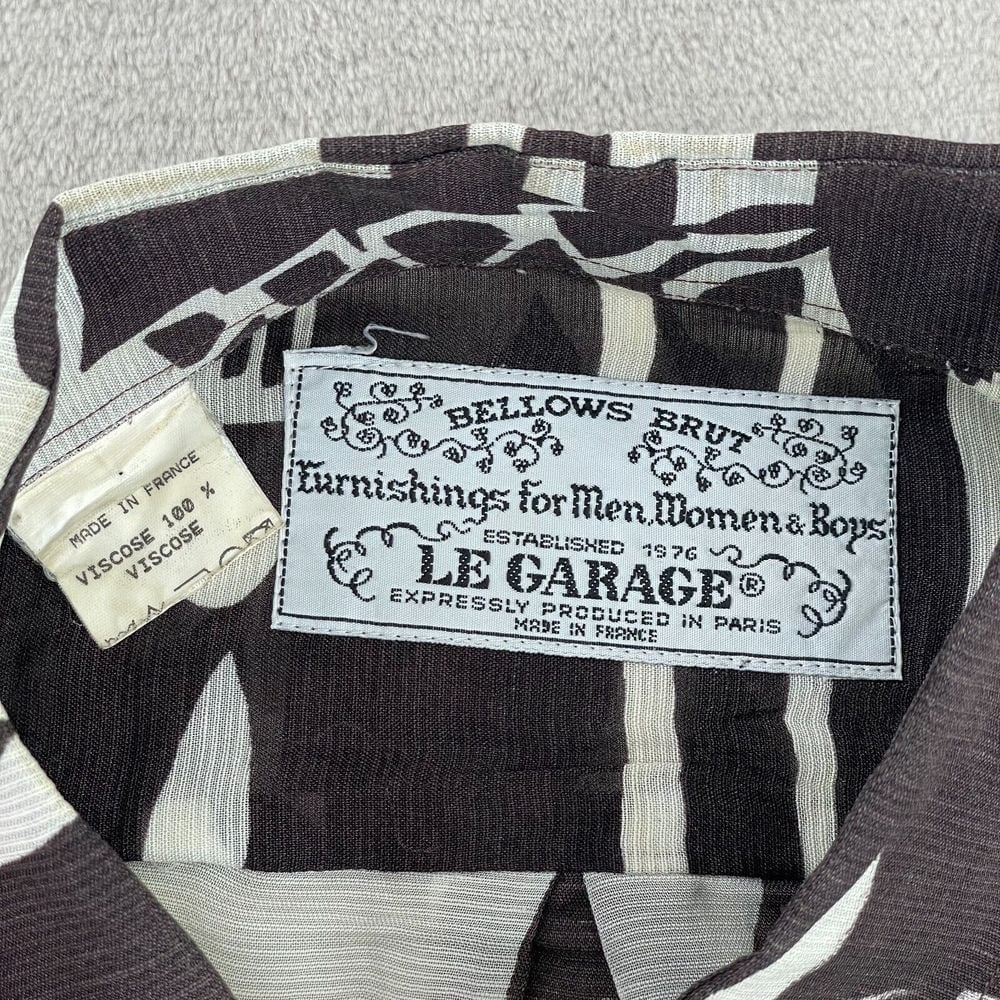 MADE IN FRANCE
VISCOSE 100 %
VISCOSE
BELLOWS BRUT
Furnishings for Men, Women & Boys
ESTABLISHED 1976
LE GARAGE®
EXPRESSLY PRODUCED IN PARIS
MADE IN FRANCE